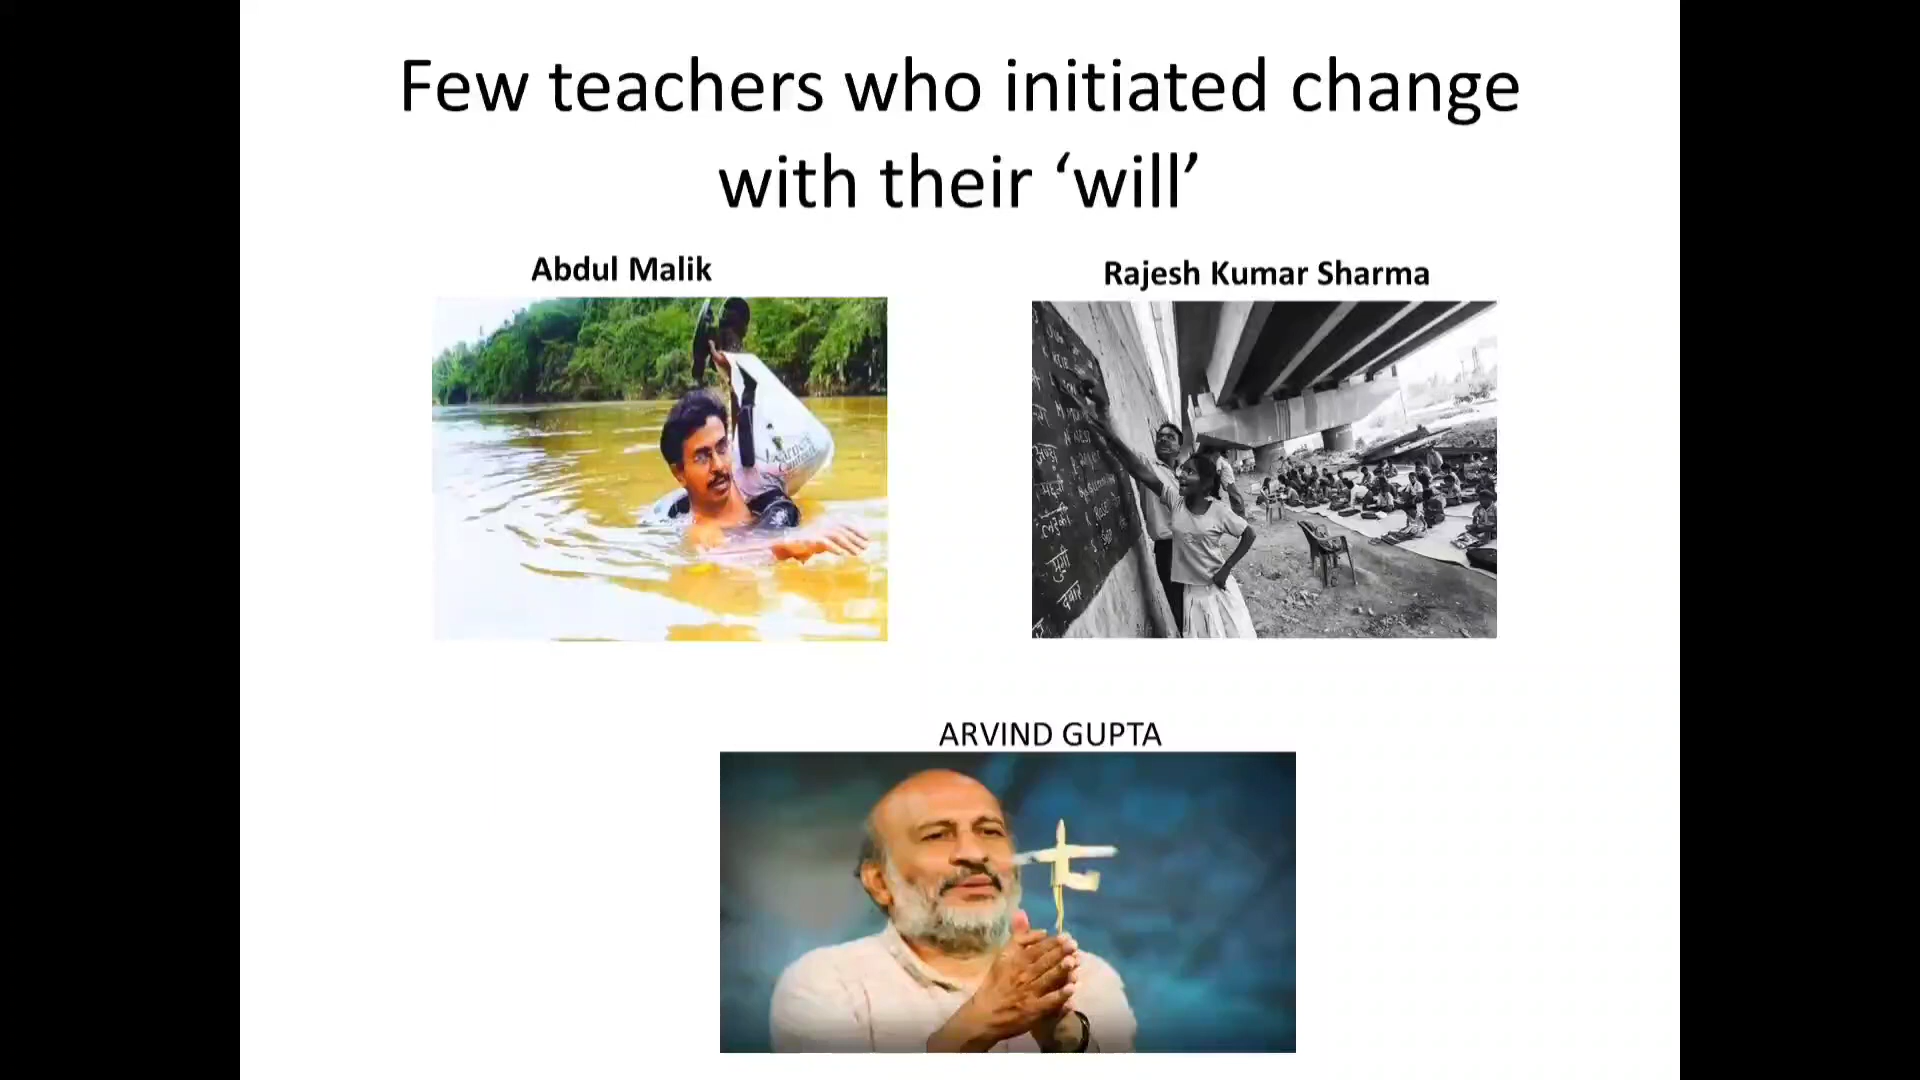 Few teachers who initiated change
with their ‘will’
Abdul Malik
Rajesh Kumar Sharma
ARVIND GUPTA